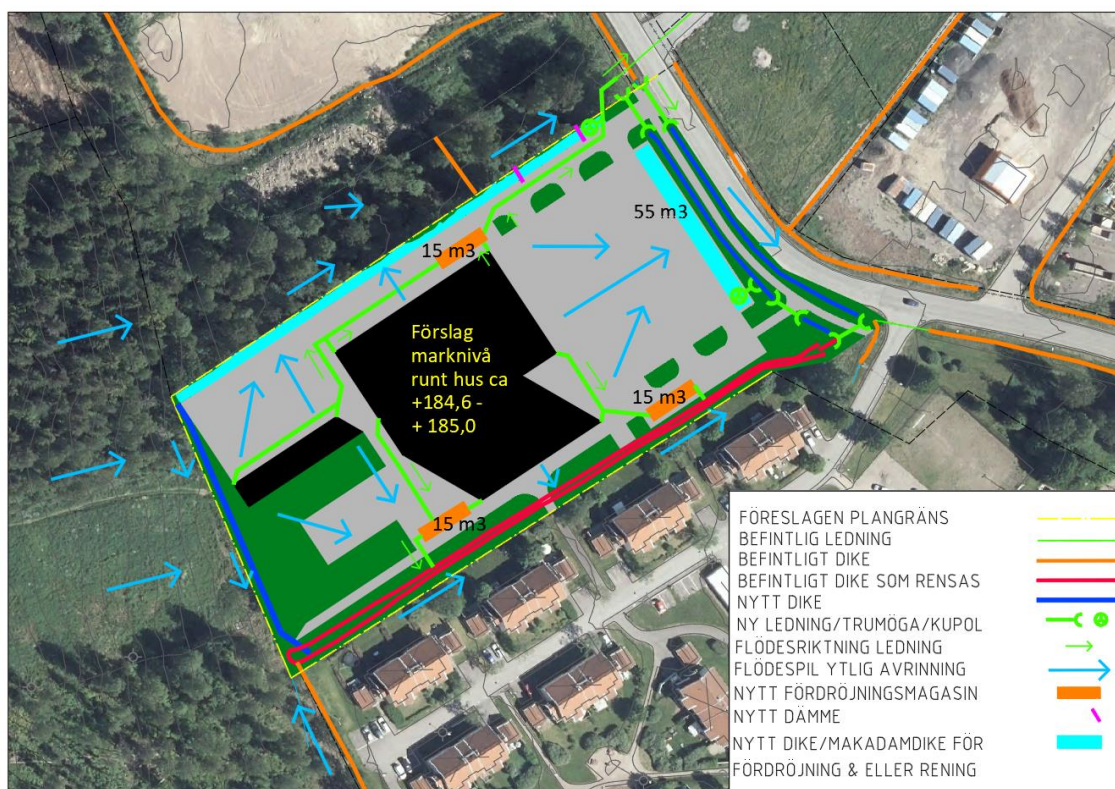 55 m3
15 m3
Förslag
marknivå
runt hus ca
+184,6 -
+ 185,0
15 m3
15 m3
FÖRESLAGEN PLANGRÄNS
BEFINTLIG LEDNING
BEFINTLIGT DIKE
BEFINTLIGT DIKE SOM RENSAS
NYTT DIKE
NY LEDNING/TRUMÖGA/KUPOL
FLÖDESRIKTNING LEDNING
FLÖDESPIL YTLIG AVRINNING
NYTT FÖRDRÖJNINGSMAGASIN
NYTT DÄMME
NYTT DIKE/MAKADAMDIKE FÖR
FÖRDRÖJNING & ELLER RENING